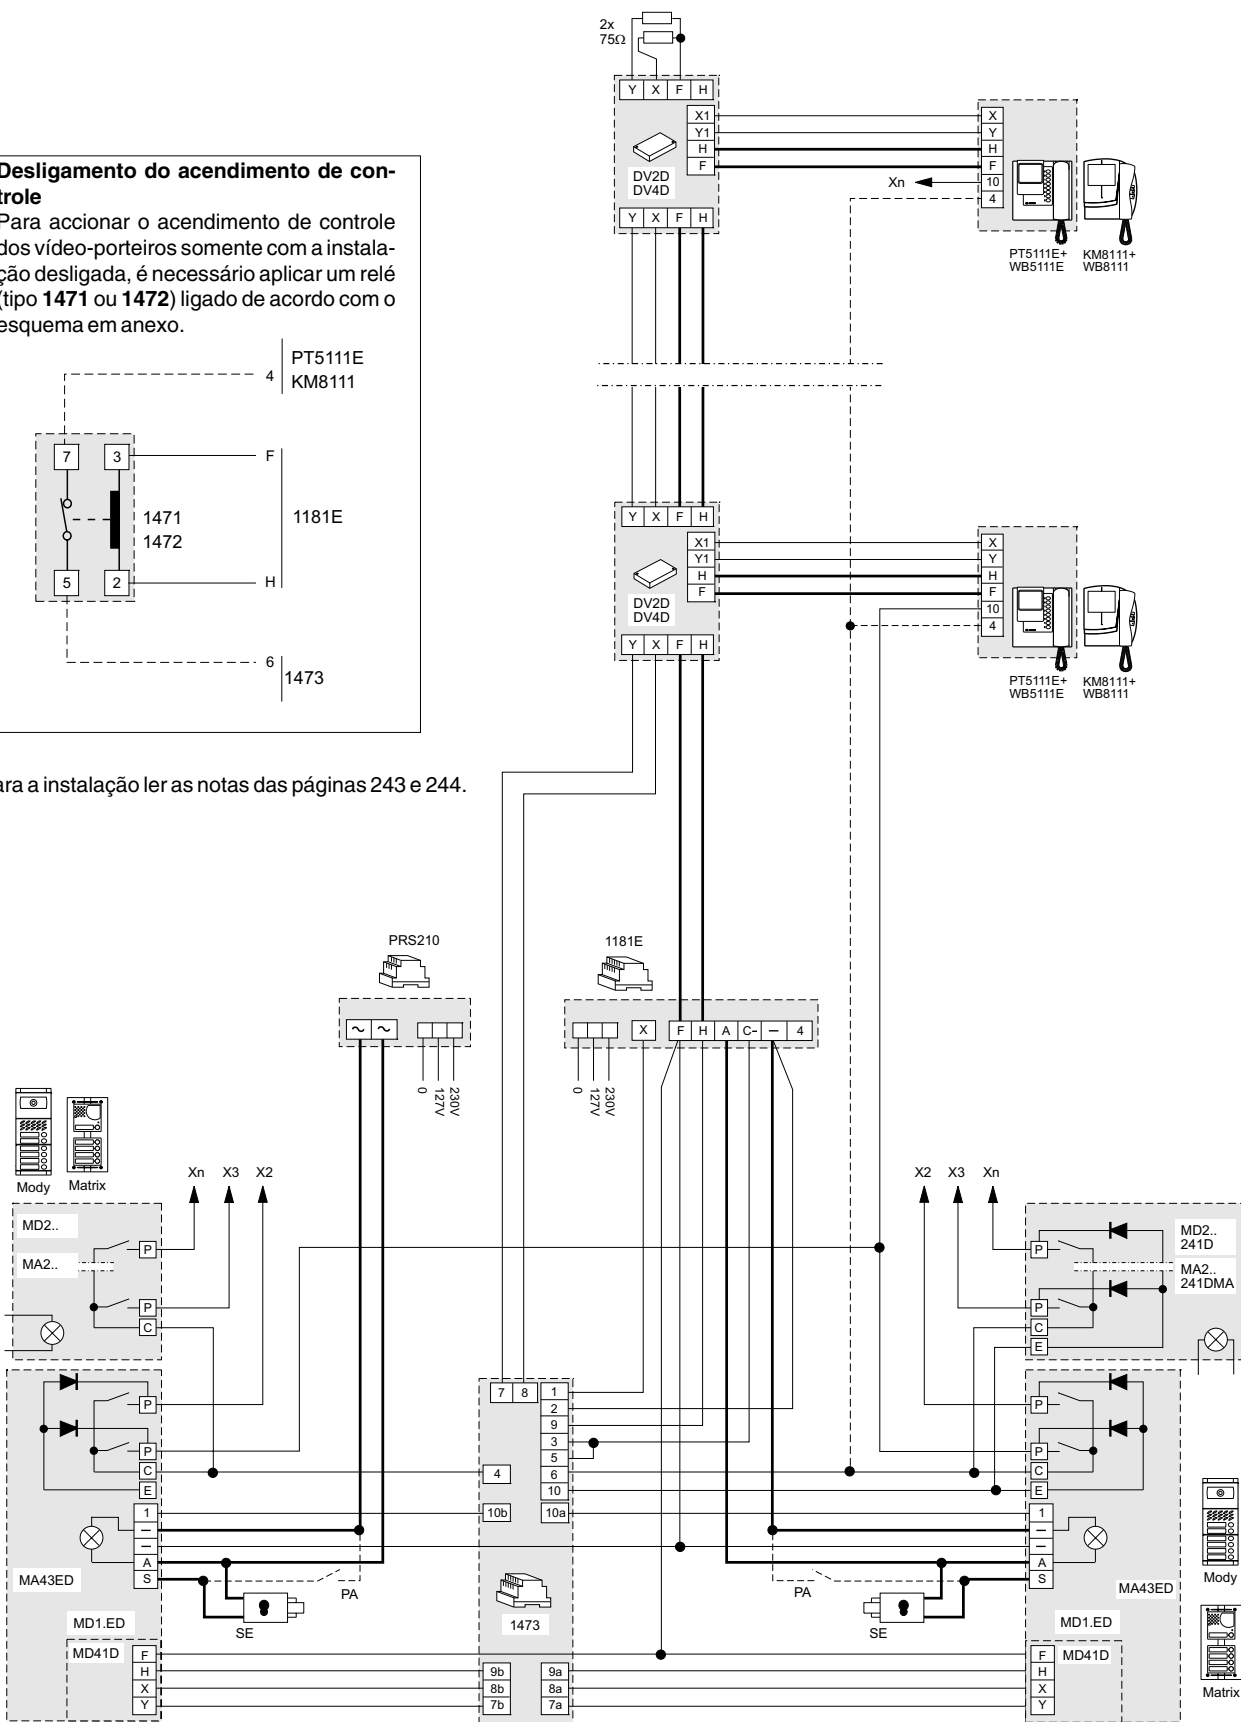 2x
75Ω
Y X F H
X1
Y1
H
F
DV2D
DV4D
Y X F H
X
Y
H
F
10
4
Xn
PT5111E+
WB5111E
KM8111+
WB8111
Desligamento do acendimento de con-
trole
Para accionar o acendimento de controle
dos vídeo-porteiros somente com a instala-
ção desligada, é necessário aplicar um relé
(tipo 1471 ou 1472) ligado de acordo com o
esquema em anexo.
4
PT5111E
KM8111
7 3
F
1471
1472
1181E
5 2
H
6
1473
Y X F H
X1
Y1
H
F
DV2D
DV4D
Y X F H
X
Y
H
F
10
4
PT5111E+
WB5111E
KM8111+
WB8111
ara a instalação ler as notas das páginas 243 e 244.
PRS210
~ ~
0
127V
230V
1181E
X F H A C- – 4
0
127V
230V
Mody
Matrix
Xn X3 X2
MD2..
MA2..
P
P
C
P
P
C
E
1
–
–
A
S
MA43ED
MD1.ED
MD41D
F
H
X
Y
PA
SE
7 8
1
2
9
3
5
6
10
10a
4
10b
1473
9b
8b
7b
9a
8a
7a
X2 X3 Xn
MD2..
241D
MA2..
241DMA
P
P
C
E
P
P
C
E
1
–
–
A
S
MA43ED
MD1.ED
MD41D
F
H
X
Y
PA
SE
Mody
Matrix